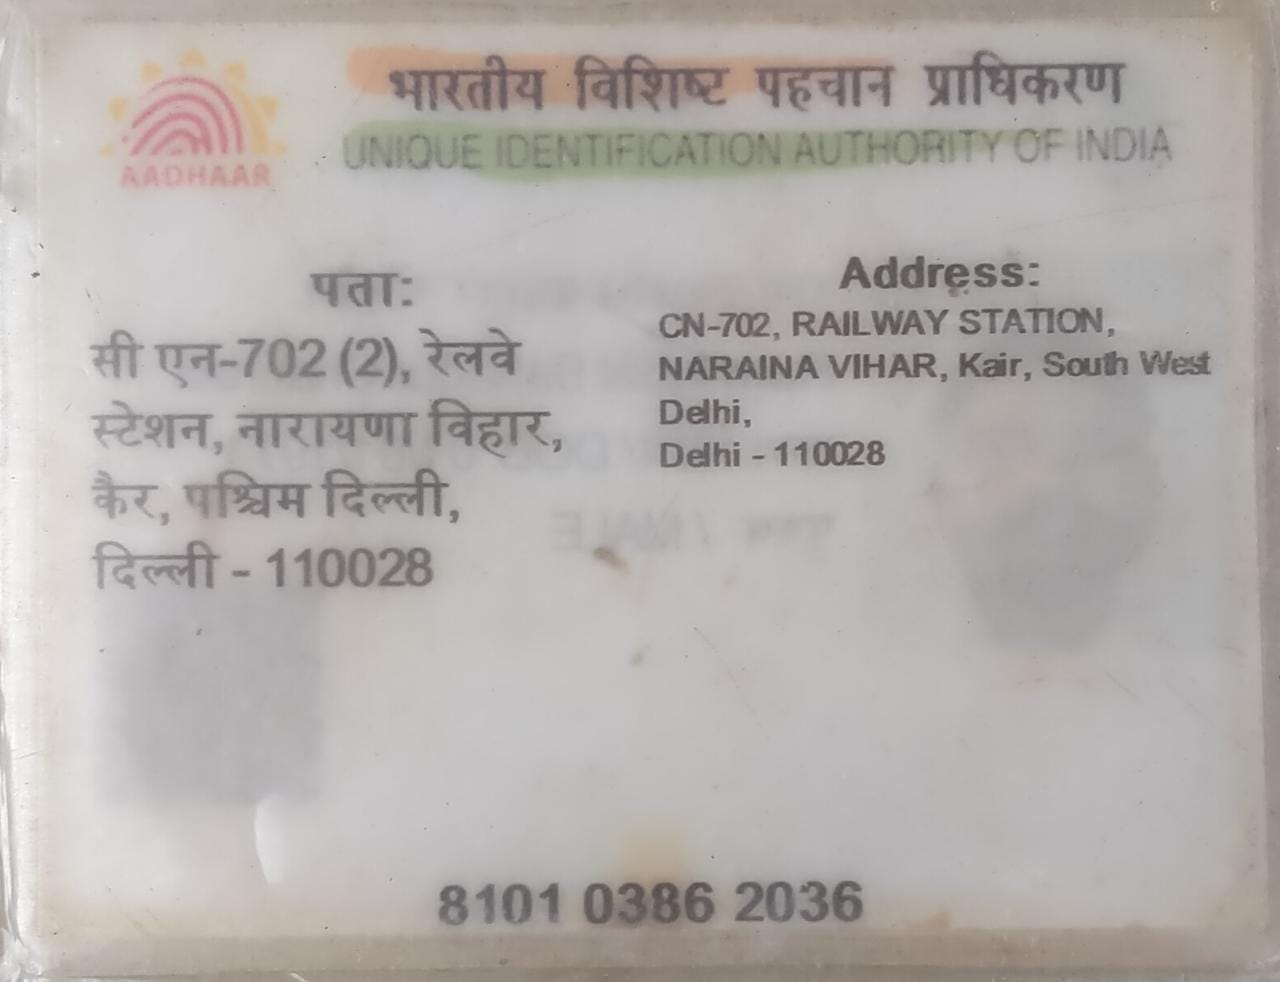 भारतीय विशिष्ट पहचान प्राधिकरण
UNIQUE IDENTIFICATION AUTHORITY OF INDIA
AADHAAR
पता:
सी एन-702 (2), रेलवे
स्टेशन, नारायणा विहार,
कैर, पश्चिम दिल्ली,
दिल्ली - 110028
Address:
CN-702, RAILWAY STATION,
NARAINA VIHAR, Kair, South West
Delhi,
Delhi - 110028
8101 0386 2036